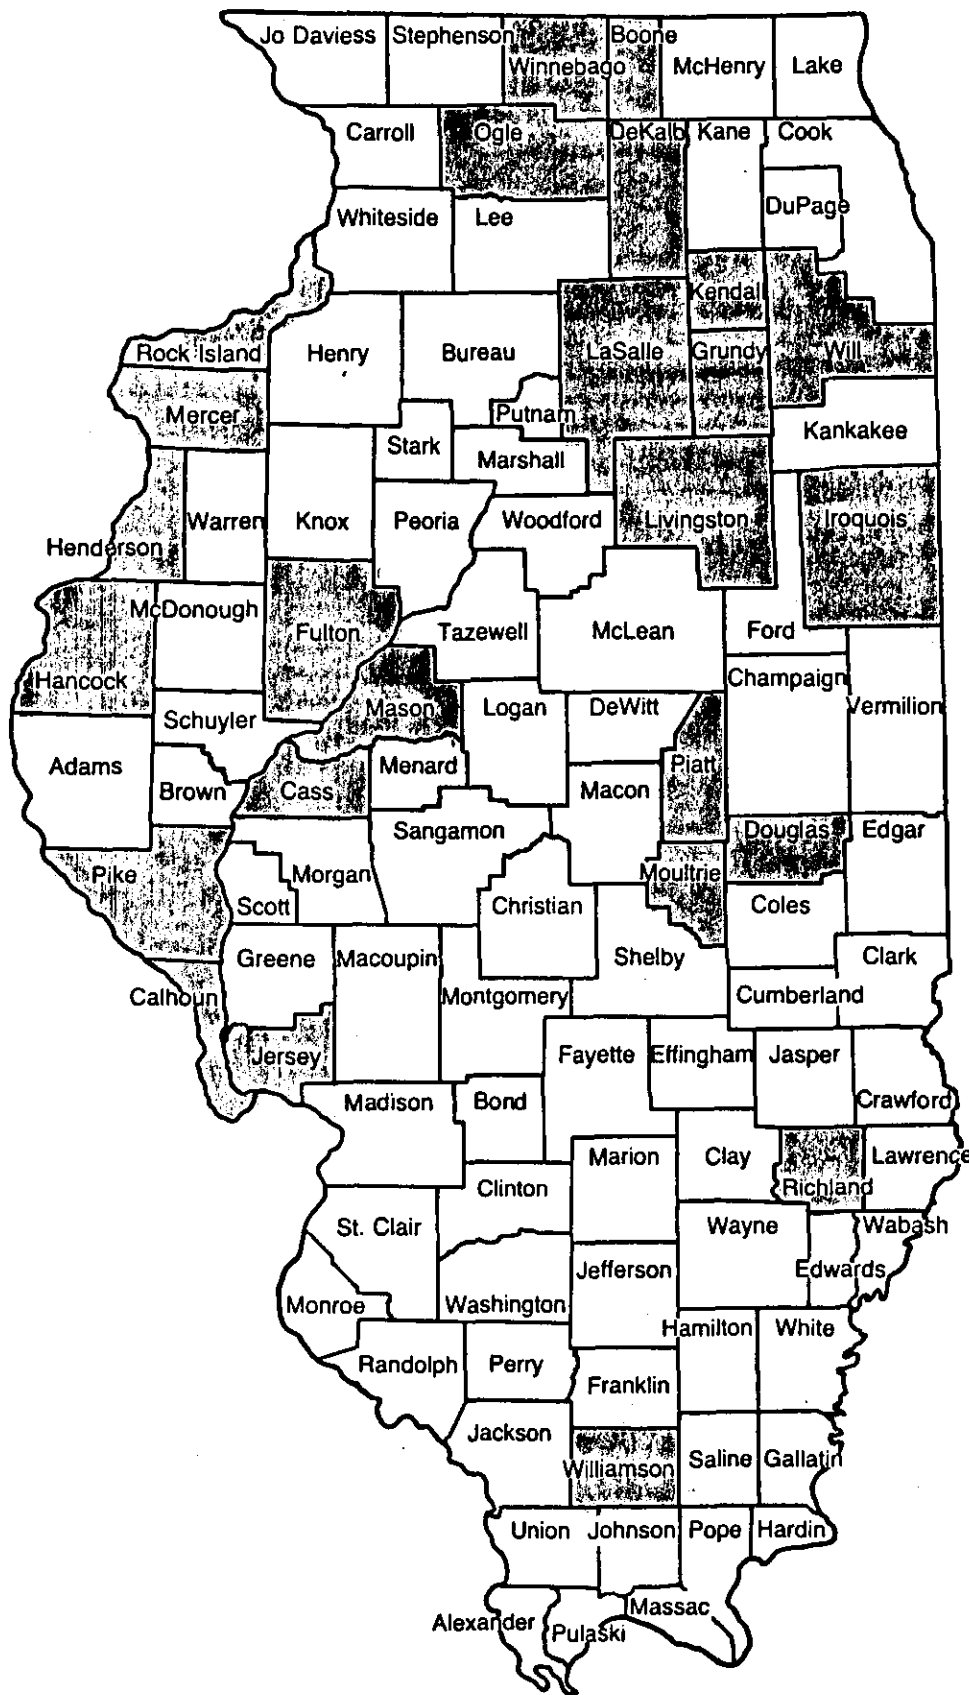 Jo Daviess Stephenson Winnebago Boone McHenry Lake
Carroll Ogle DeKalb Kane Cook
DuPage
Whiteside Lee
Kendall
Rock Island Henry Bureau LaSalle Grundy Will
Mercer Putnam
Stark Kankakee
Marshall
Warren Knox Peoria Woodford Livingston Iroquois
Henderson
McDonough
Fulton Tazewell McLean Ford
Hancock Champaign
Schuyler Mason Logan DeWitt Vermilion
Adams Menard Piatt
Brown Cass Macon
Sangamon Douglas Edgar
Pike Morgan Moultrie
Scott Christian Coles
Greene Macoupin Shelby Clark
Calhoun Montgomery Cumberland
Jersey Fayette Effingham Jasper
Madison Bond Crawford
Marion Clay Lawrence
Clinton Richland
St. Clair Wayne Wabash
Jefferson Edwards
Monroe Washington
Hamilton White
Randolph Perry
Franklin
Jackson
Williamson Saline Gallatin
Union Johnson Pope Hardin
Massac
Alexander Pulaski